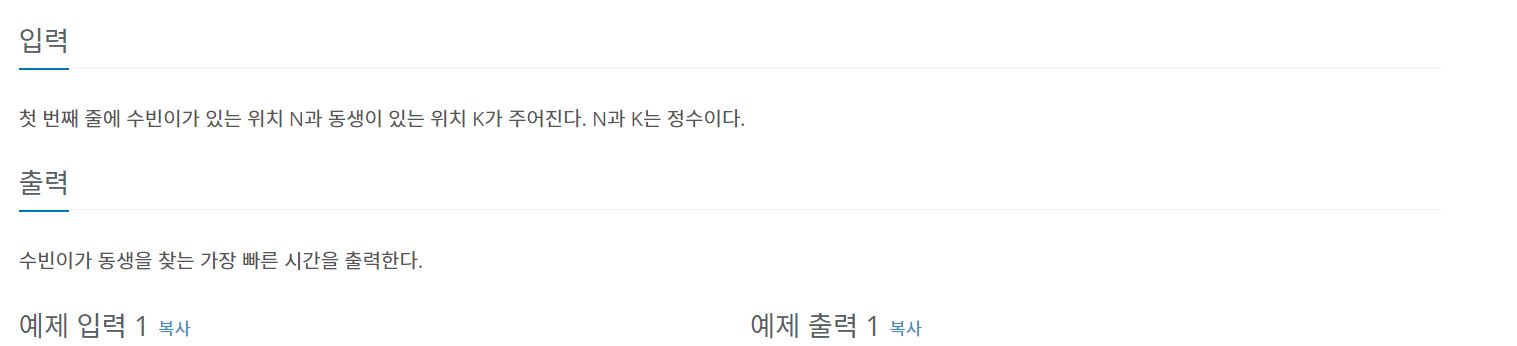 입력
첫 번째 줄에 수빈이가 있는 위치 N과 동생이 있는 위치 K가 주어진다. N과 K는 정수이다.
출력
수빈이가 동생을 찾는 가장 빠른 시간을 출력한다.
예제 입력 1 복사
예제 출력 1 복사